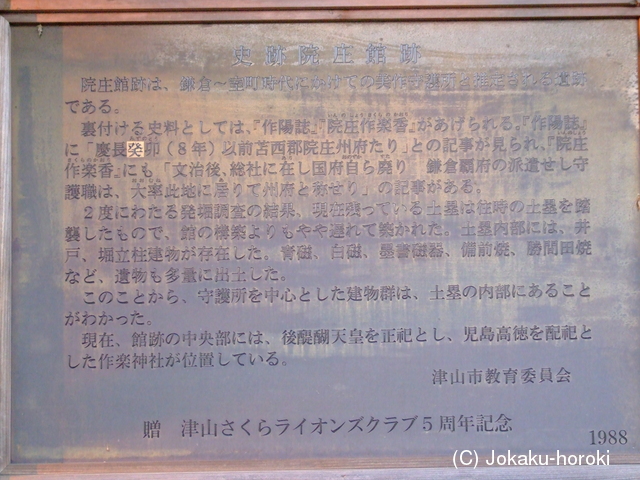 史跡院庄館跡
院庄館跡は、鎌倉～室町時代にかけての美作守護所と推定される遺跡
である。
裏付ける史料としては、『作陽誌』『院庄作楽香』があげられる。『作陽誌』
に「慶長癸卯（８年）以前苫西郡院庄州府たり」との記事が見られ、『院庄
作楽香』にも「文治後、総社に在し国府自ら廃り　鎌倉覇府の派遣せし守
護職は、大率此地に居りて州府と称せり」の記事がある。
２度にわたる発掘調査の結果、現在残っている土塁は往時の土塁を踏
襲したもので、館の構築よりもやや遅れて築かれた。土塁内部には、井
戸、堀立柱建物が存在した。青磁、白磁、墨書磁器、備前焼、勝間田焼
など、遺物も多量に出土した。
このことから、守護所を中心とした建物群は、土塁の内部にあること
がわかった。
現在、館跡の中央部には、後醍醐天皇を正祀とし、児島高徳を配祀と
した作楽神社が位置している。
津山市教育委員会
贈　津山さくらライオンズクラブ５周年記念
1988
(C) Jokaku-horoki